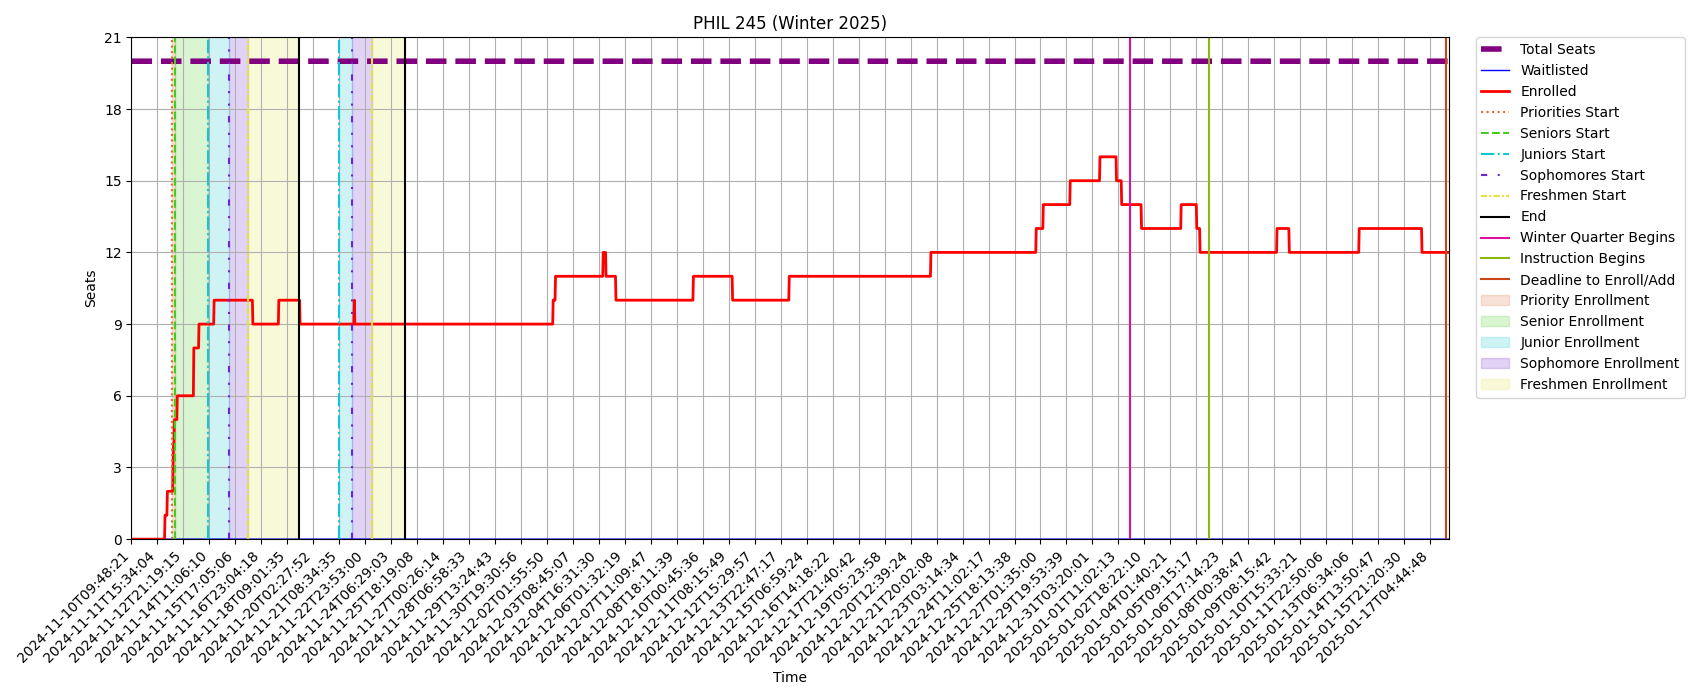 PHIL 245 (Winter 2025)
21
18
15
12
9
6
3
0
Seats
2024-11-10T09:48:21
2024-11-11T15:34:04
2024-11-12T21:19:15
2024-11-14T11:06:10
2024-11-15T17:05:06
2024-11-16T23:04:18
2024-11-18T09:01:35
2024-11-20T02:27:52
2024-11-21T08:34:35
2024-11-22T23:53:00
2024-11-24T06:29:03
2024-11-25T18:19:08
2024-11-27T00:26:14
2024-11-28T06:58:33
2024-11-29T13:24:43
2024-11-30T19:30:56
2024-12-02T01:55:50
2024-12-03T08:45:07
2024-12-04T16:31:30
2024-12-06T01:32:19
2024-12-07T11:09:47
2024-12-08T18:11:39
2024-12-10T00:45:36
2024-12-11T08:15:49
2024-12-12T15:29:57
2024-12-13T22:47:17
2024-12-15T06:59:24
2024-12-16T14:18:22
2024-12-17T21:40:42
2024-12-19T05:23:58
2024-12-20T12:39:24
2024-12-21T20:02:08
2024-12-23T03:14:34
2024-12-24T11:02:17
2024-12-25T18:13:38
2024-12-27T01:35:00
2024-12-29T19:53:39
2024-12-31T03:20:01
2025-01-01T11:02:13
2025-01-02T18:22:10
2025-01-04T01:40:21
2025-01-05T09:15:17
2025-01-06T17:14:23
2025-01-08T00:38:47
2025-01-09T08:15:42
2025-01-10T15:33:21
2025-01-11T22:50:06
2025-01-13T06:34:06
2025-01-14T13:50:47
2025-01-15T21:20:30
2025-01-17T04:44:48
Time
Total Seats
Waitlisted
Enrolled
Priorities Start
Seniors Start
Juniors Start
Sophomores Start
Freshmen Start
End
Winter Quarter Begins
Instruction Begins
Deadline to Enroll/Add
Priority Enrollment
Senior Enrollment
Junior Enrollment
Sophomore Enrollment
Freshmen Enrollment